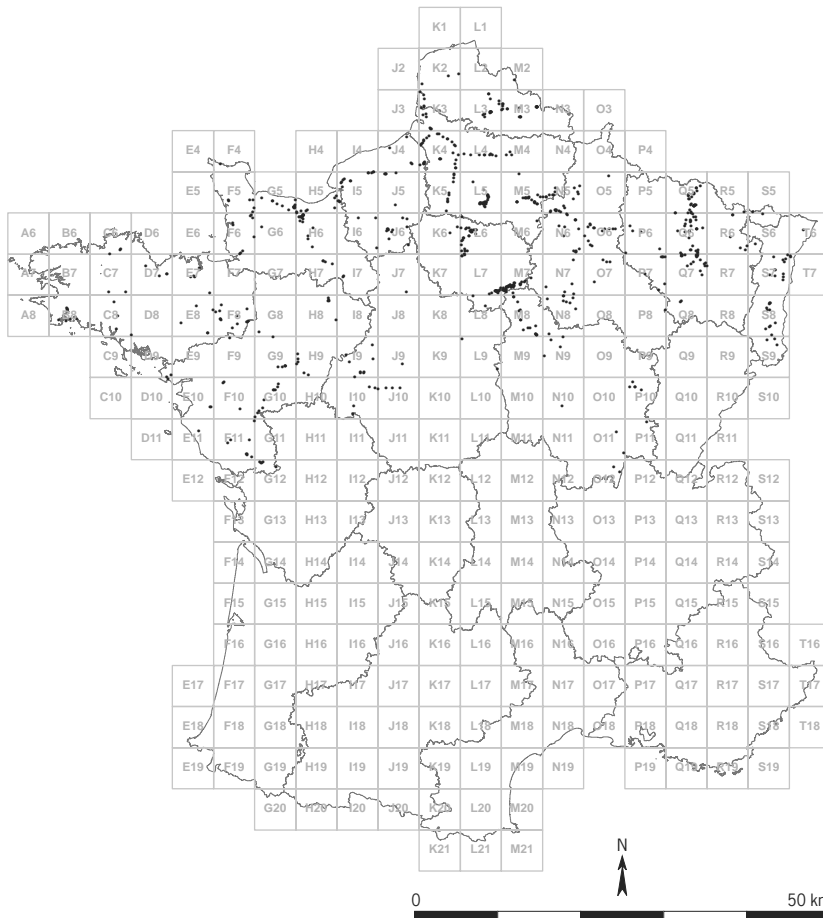 K1 L1
J2 K2 L2 M2
J3 K3 L3 M3 N3 O3
E4 F4 H4 I4 J4 K4 L4 M4 N4 O4 P4
E5 F5 G5 H5 I5 J5 K5 L5 M5 N5 O5 P5 Q5 R5 S5
A6 B6 C6 D6 E6 F6 G6 H6 I6 J6 K6 L6 M6 N6 O6 P6 Q6 R6 S6 T6
A7 B7 C7 D7 E7 F7 G7 H7 I7 J7 K7 L7 M7 N7 O7 P7 Q7 R7 S7 T7
A8 B8 C8 D8 E8 F8 G8 H8 I8 J8 K8 L8 M8 N8 O8 P8 Q8 R8 S8
C9 D9 E9 F9 G9 H9 I9 J9 K9 L9 M9 N9 O9 P9 Q9 R9 S9
C10 D10 E10 F10 G10 H10 I10 J10 K10 L10 M10 N10 O10 P10 Q10 R10 S10
D11 E11 F11 G11 H11 I11 J11 K11 L11 M11 N11 O11 P11 Q11 R11
E12 F12 G12 H12 I12 J12 K12 L12 M12 N12 O12 P12 Q12 R12 S12
F13 G13 H13 I13 J13 K13 L13 M13 N13 O13 P13 Q13 R13 S13
F14 G14 H14 I14 J14 K14 L14 M14 N14 O14 P14 Q14 R14 S14
F15 G15 H15 I15 J15 K15 L15 M15 N15 O15 P15 Q15 R15 S15
F16 G16 H16 I16 J16 K16 L16 M16 N16 O16 P16 Q16 R16 S16 T16
E17 F17 G17 H17 I17 J17 K17 L17 M17 N17 O17 P17 Q17 R17 S17 T17
E18 F18 G18 H18 I18 J18 K18 L18 M18 N18 O18 P18 Q18 R18 S18 T18
E19 F19 G19 H19 I19 J19 K19 L19 M19 N19 P19 Q19 R19 S19
G20 H20 I20 J20 K20 L20 M20
K21 L21 M21
N
0 50 km